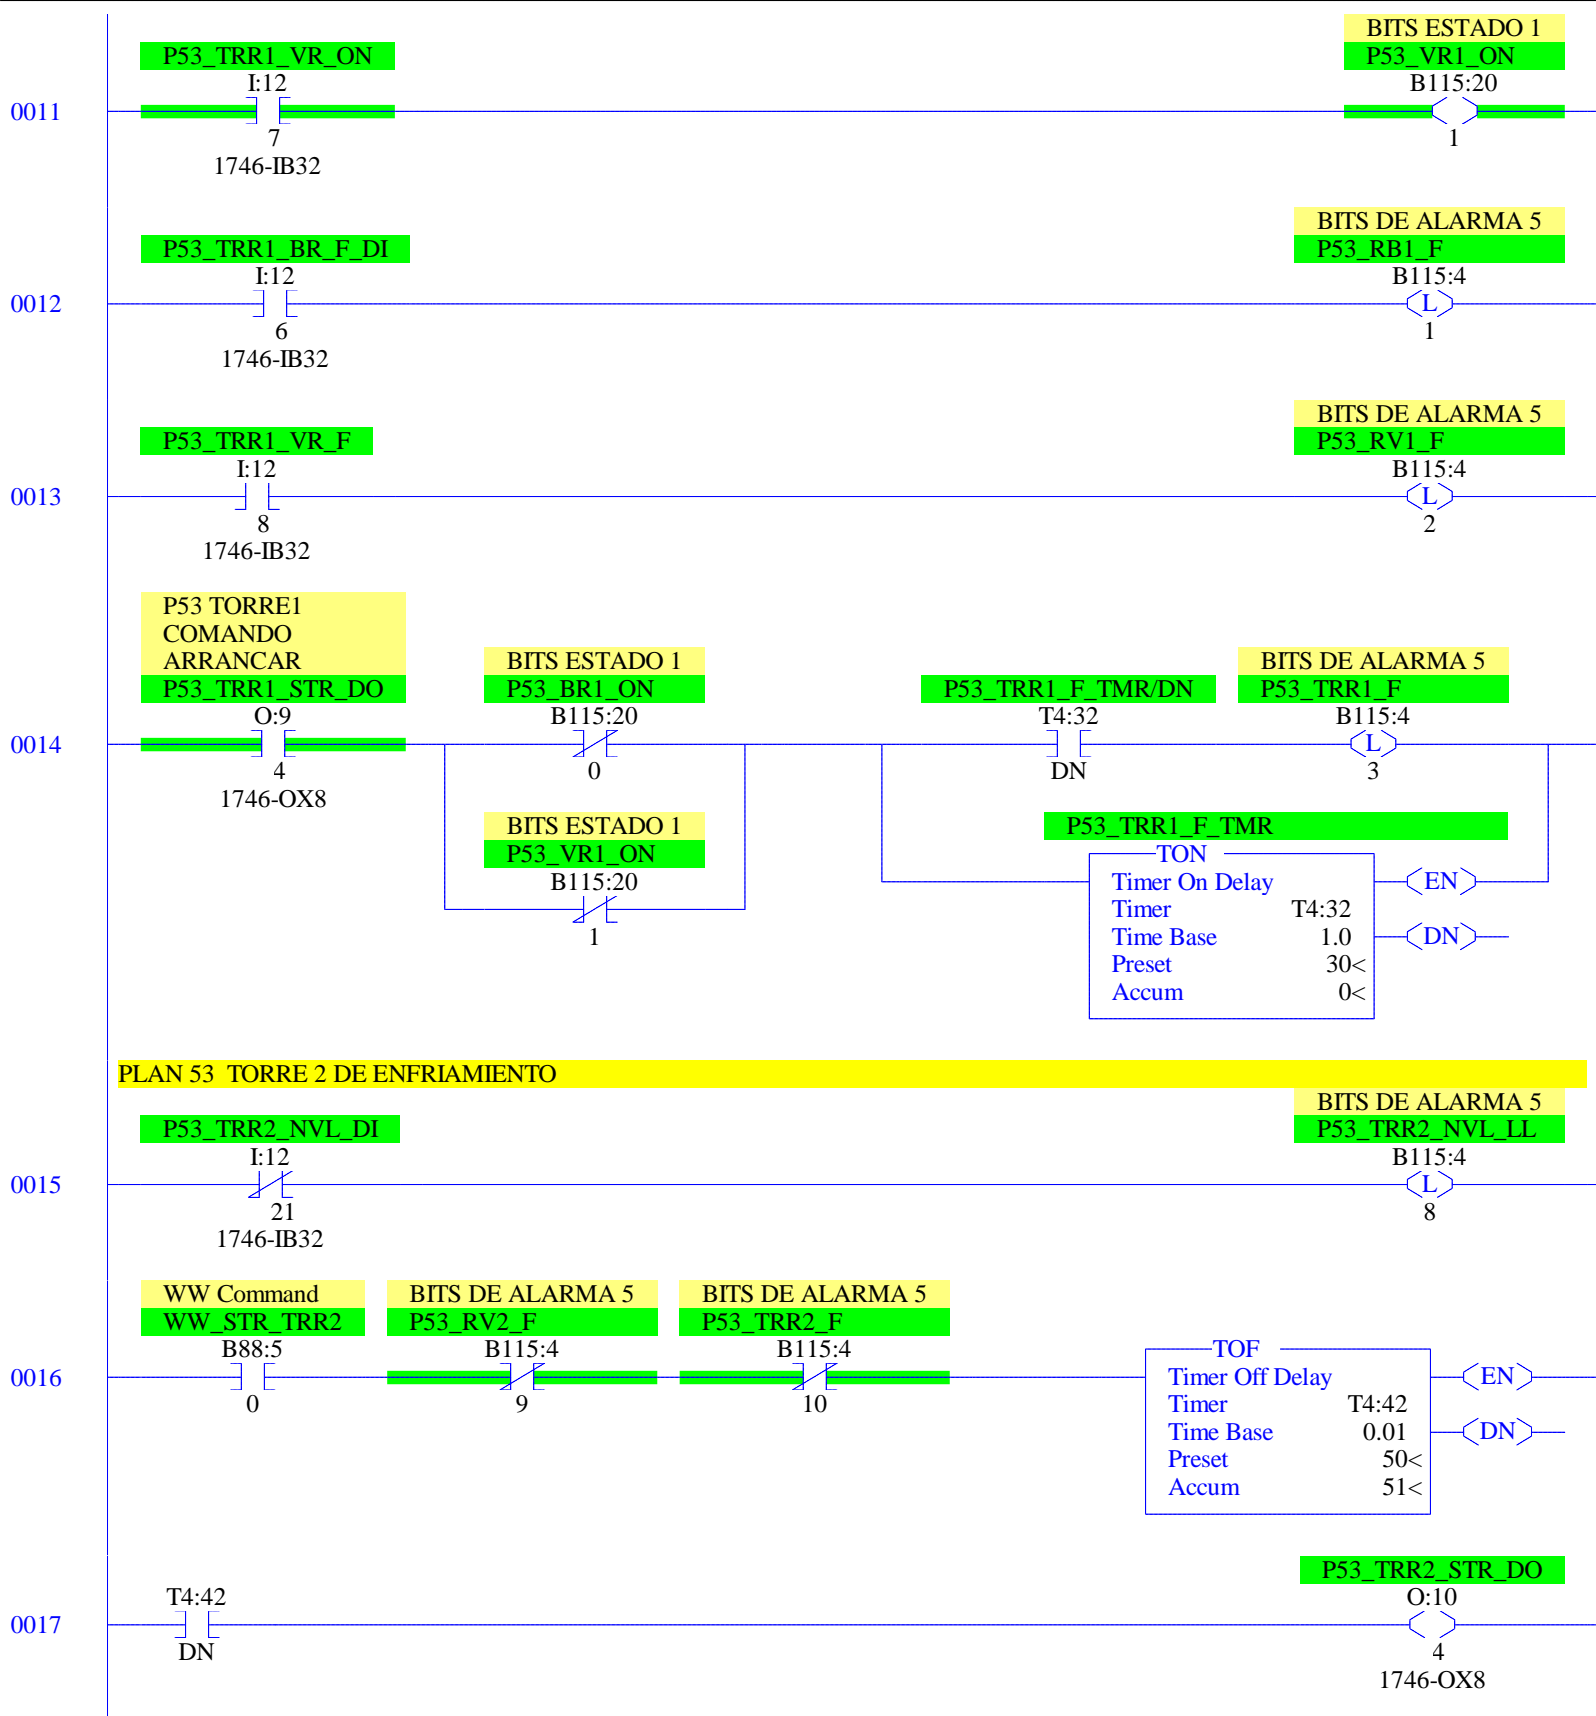 P53_TRR1_VR_ON
I:12
0011
7
1746-IB32
BITS ESTADO 1
P53_VR1_ON
B115:20
1
P53_TRR1_BR_F_DI
I:12
0012
6
1746-IB32
BITS DE ALARMA 5
P53_RB1_F
B115:4
L
1
P53_TRR1_VR_F
I:12
0013
8
1746-IB32
BITS DE ALARMA 5
P53_RV1_F
B115:4
L
2
P53 TORRE1
COMANDO
ARRANCAR
P53_TRR1_STR_DO
O:9
0014
4
1746-OX8
BITS ESTADO 1
P53_BR1_ON
B115:20
0
BITS ESTADO 1
P53_VR1_ON
B115:20
1
P53_TRR1_F_TMR/DN
T4:32
DN
BITS DE ALARMA 5
P53_TRR1_F
B115:4
L
3
P53_TRR1_F_TMR
TON
Timer On Delay
Timer T4:32
Time Base 1.0
Preset 30<
Accum 0<
EN
DN
PLAN 53 TORRE 2 DE ENFRIAMIENTO
P53_TRR2_NVL_DI
I:12
0015
21
1746-IB32
BITS DE ALARMA 5
P53_TRR2_NVL_LL
B115:4
L
8
WW Command
WW_STR_TRR2
B88:5
0016
0
BITS DE ALARMA 5
P53_RV2_F
B115:4
9
BITS DE ALARMA 5
P53_TRR2_F
B115:4
10
TOF
Timer Off Delay
Timer T4:42
Time Base 0.01
Preset 50<
Accum 51<
EN
DN
T4:42
0017
DN
P53_TRR2_STR_DO
O:10
4
1746-OX8